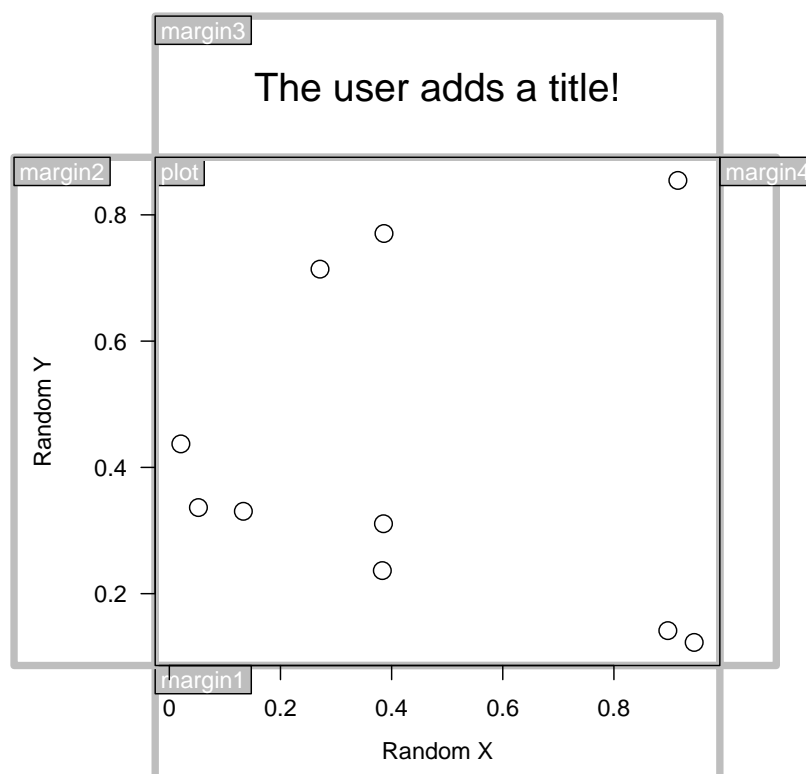 margin3
The user adds a title!
margin2
plot
margin4
0.8
0.6
Random Y
0.4
0.2
margin1
0 0.2 0.4 0.6 0.8
Random X